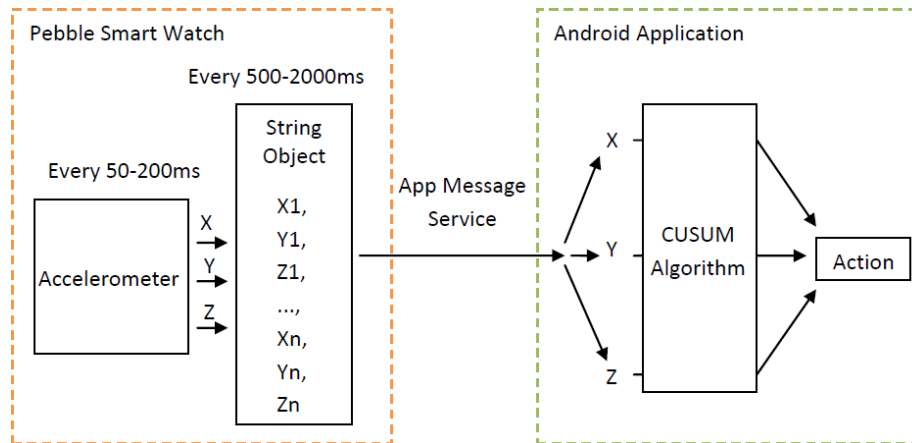 Pebble Smart Watch
Every 500-2000ms
String
Object
X1,
Y1,
Z1,
...,
Xn,
Yn,
Zn
Every 50-200ms
Accelerometer
X
Y
Z
App Message
Service
Android Application
X
Y
Z
CUSUM
Algorithm
Action